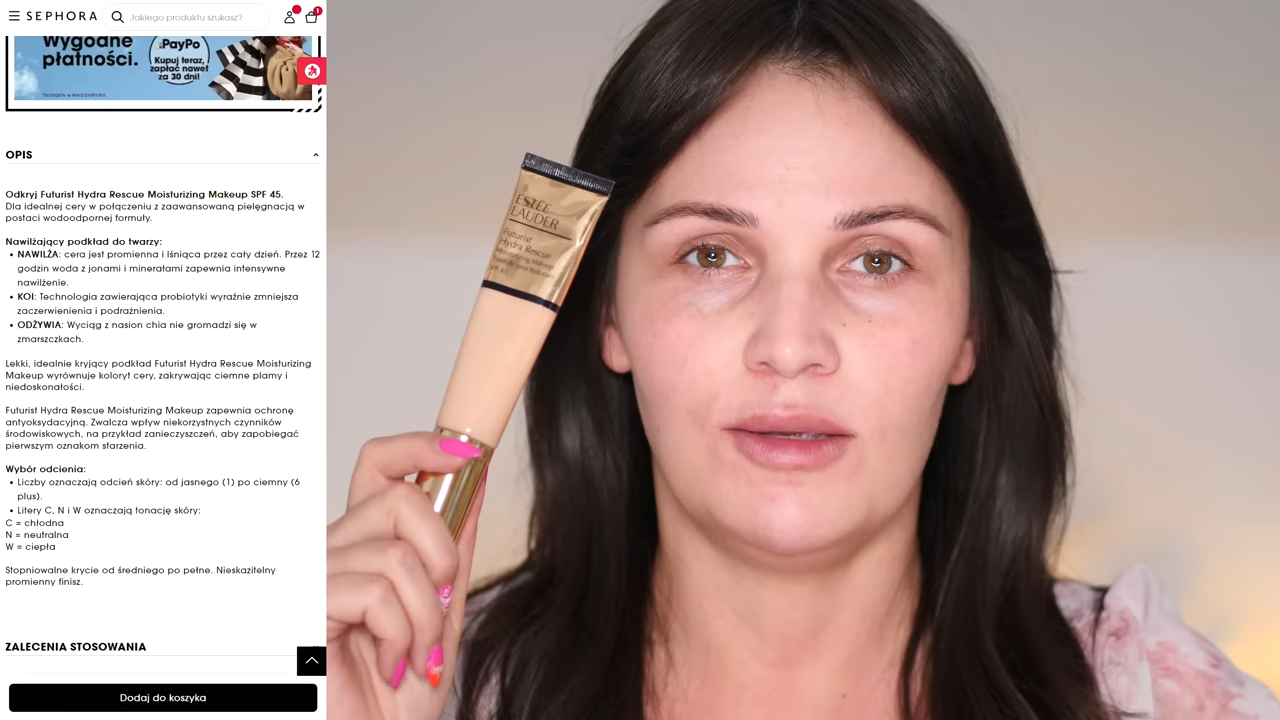 SEPHORA
Jakiego produktu szukasz?
1
Wygodne
płatności.
PayPo
Kupuj teraz,
zapłać nawet
za 30 dni!
OPIS
Odkryj Futurist Hydra Rescue Moisturizing Makeup SPF 45.
Dla idealnej cery w połączeniu z zaawansowaną pielęgnacją w
postaci wodoodpornej formuły.
Nawilżający podkład do twarzy:
• NAWILŻA: cera jest promienna i lśniąca przez cały dzień. Przez 12
godzin woda z jonami i minerałami zapewnia intensywne
nawilżenie.
• KOI: Technologia zawierająca probiotyki wyraźnie zmniejsza
zaczerwienienia i podrażnienia.
• ODŻYWIA: Wyciąg z nasion chia nie gromadzi się w
zmarszczkach.
Lekki, idealnie kryjący podkład Futurist Hydra Rescue Moisturizing
Makeup wyrównuje koloryt cery, zakrywając ciemne plamy i
niedoskonałości.
Futurist Hydra Rescue Moisturizing Makeup zapewnia ochronę
antyoksydacyjną. Zwalcza wpływ niekorzystnych czynników
środowiskowych, na przykład zanieczyszczeń, aby zapobiegać
pierwszym oznakom starzenia.
Wybór odcienia:
• Liczby oznaczają odcień skóry: od jasnego (1) po ciemny (6
plus).
• Litery C, N i W oznaczają tonację skóry:
C = chłodna
N = neutralna
W = ciepła
Stopniowalne krycie od średniego po pełne. Nieskazitelny
promienny finisz.
ZALECENIA STOSOWANIA
Dodaj do koszyka
ESTĒE
LAUDER
Futurist
Hydra Rescue
Moisturizing Makeup
SPF 45